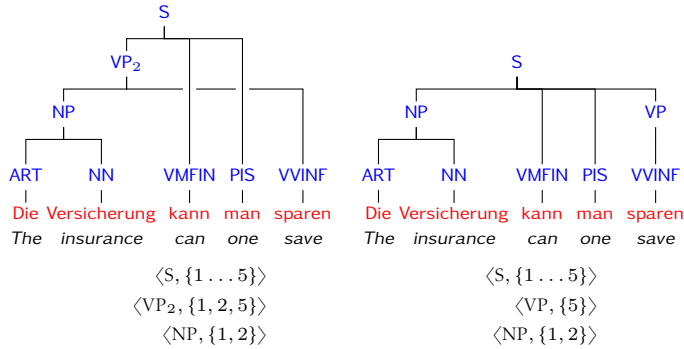 S
VP₂ S
NP NP VP
ART NN VMFIN PIS VVINF ART NN VMFIN PIS VVINF
Die Versicherung kann man sparen Die Versicherung kann man sparen
The insurance can one save The insurance can one save
⟨S, {1 . . . 5}⟩ ⟨S, {1 . . . 5}⟩
⟨VP₂, {1, 2, 5}⟩ ⟨VP, {5}⟩
⟨NP, {1, 2}⟩ ⟨NP, {1, 2}⟩